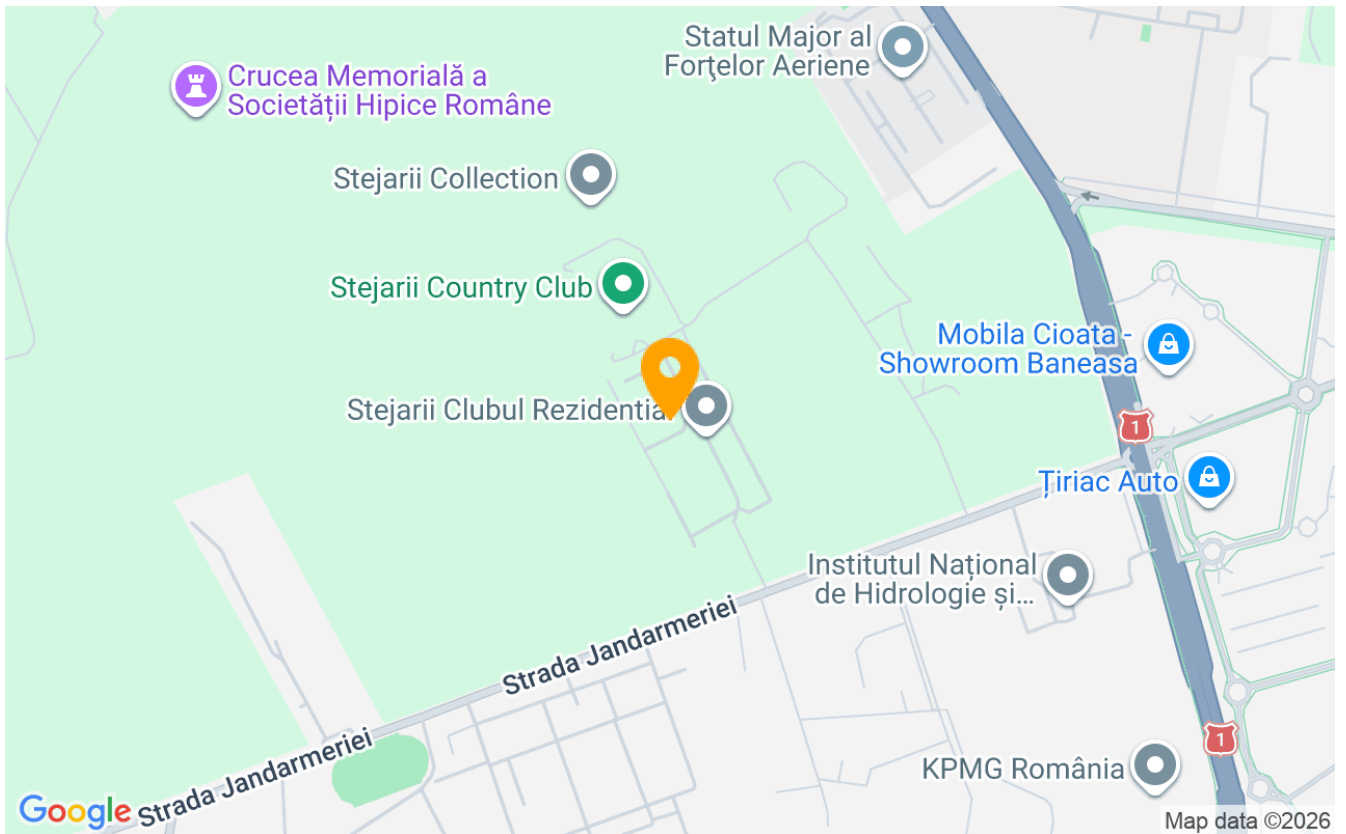 Statul Major al
Forţelor Aeriene
Crucea Memorială a
Societății Hipice Române
Stejarii Collection
Stejarii Country Club
Mobila Cioata -
Showroom Baneasa
Stejarii Clubul Rezidentia
1
Țiriac Auto
Institutul Național
de Hidrologie și...
Strada Jandarmeriei
Strada Jandarmeriei
1
KPMG România
Google
Map data ©2026